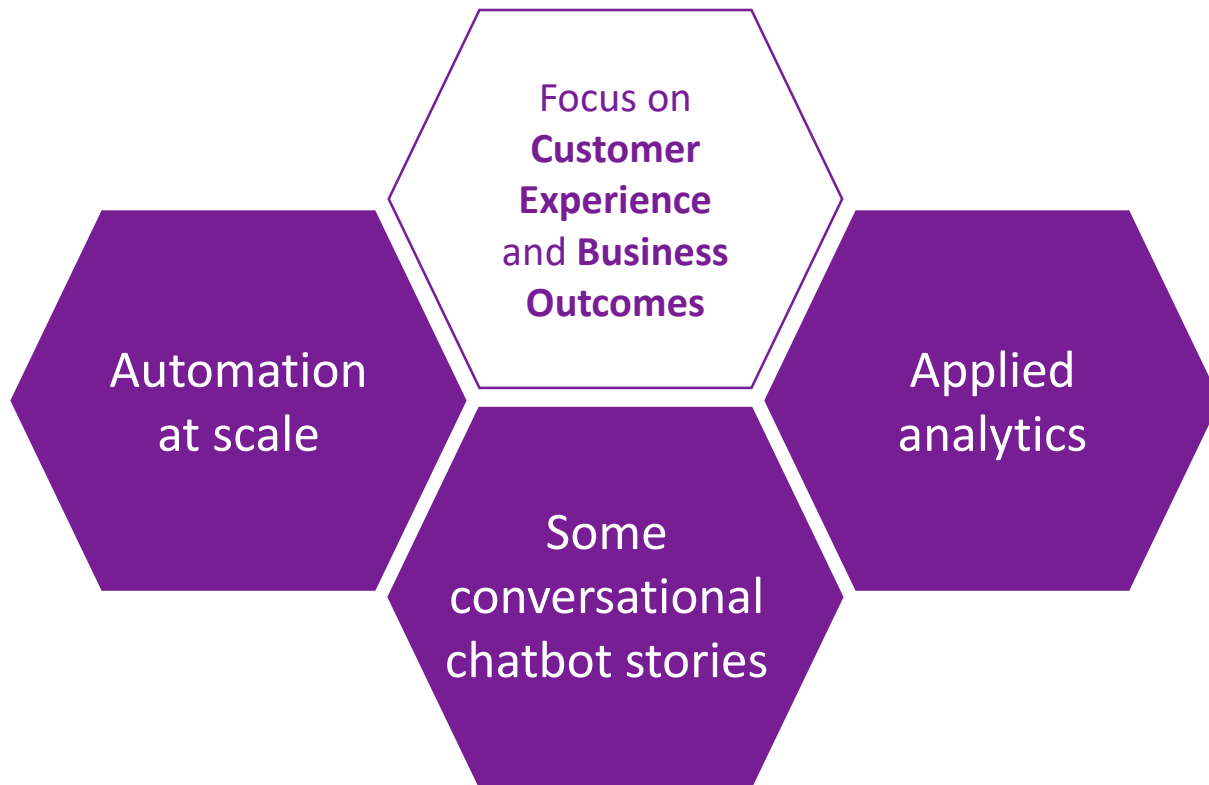 Focus on
Customer
Experience
and Business
Outcomes
Automation
at scale
Applied
analytics
Some
conversational
chatbot stories